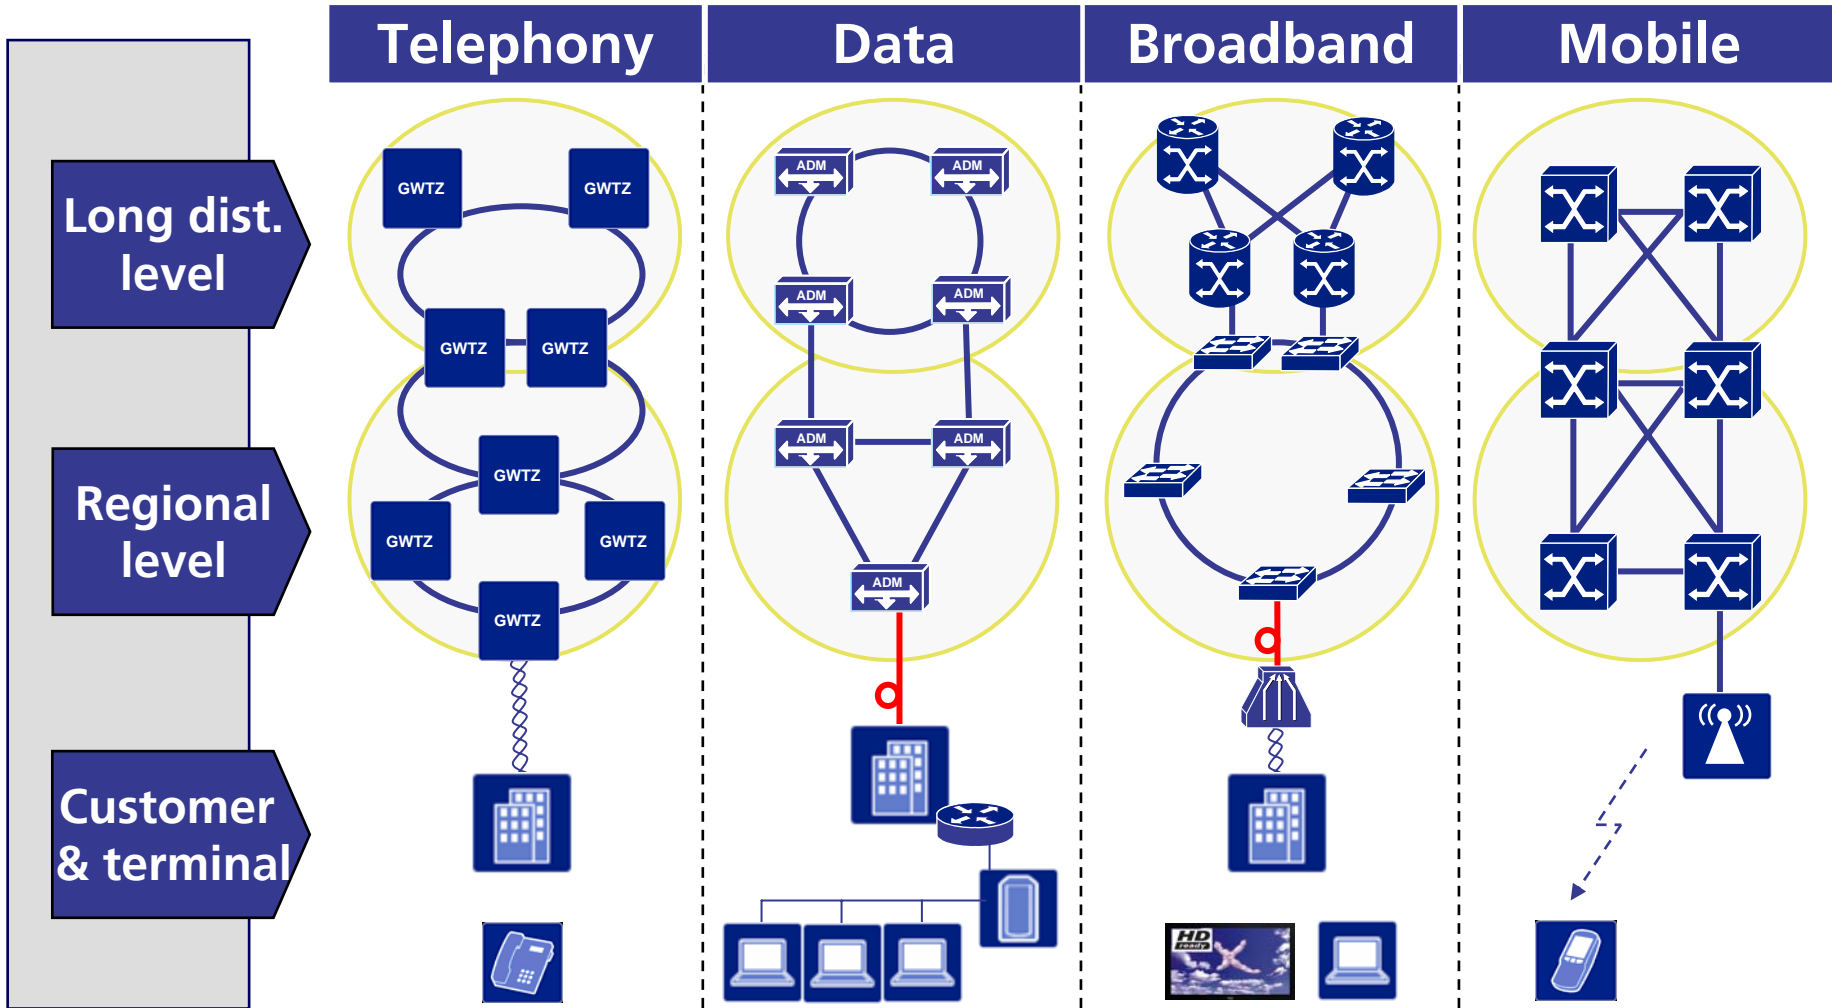 Telephony
Data
Broadband
Mobile
Long dist.
level
Regional
level
Customer
& terminal
GWTZ
GWTZ
GWTZ
GWTZ
GWTZ
GWTZ
GWTZ
GWTZ
ADM
ADM
ADM
ADM
ADM
ADM
ADM
HD
ready